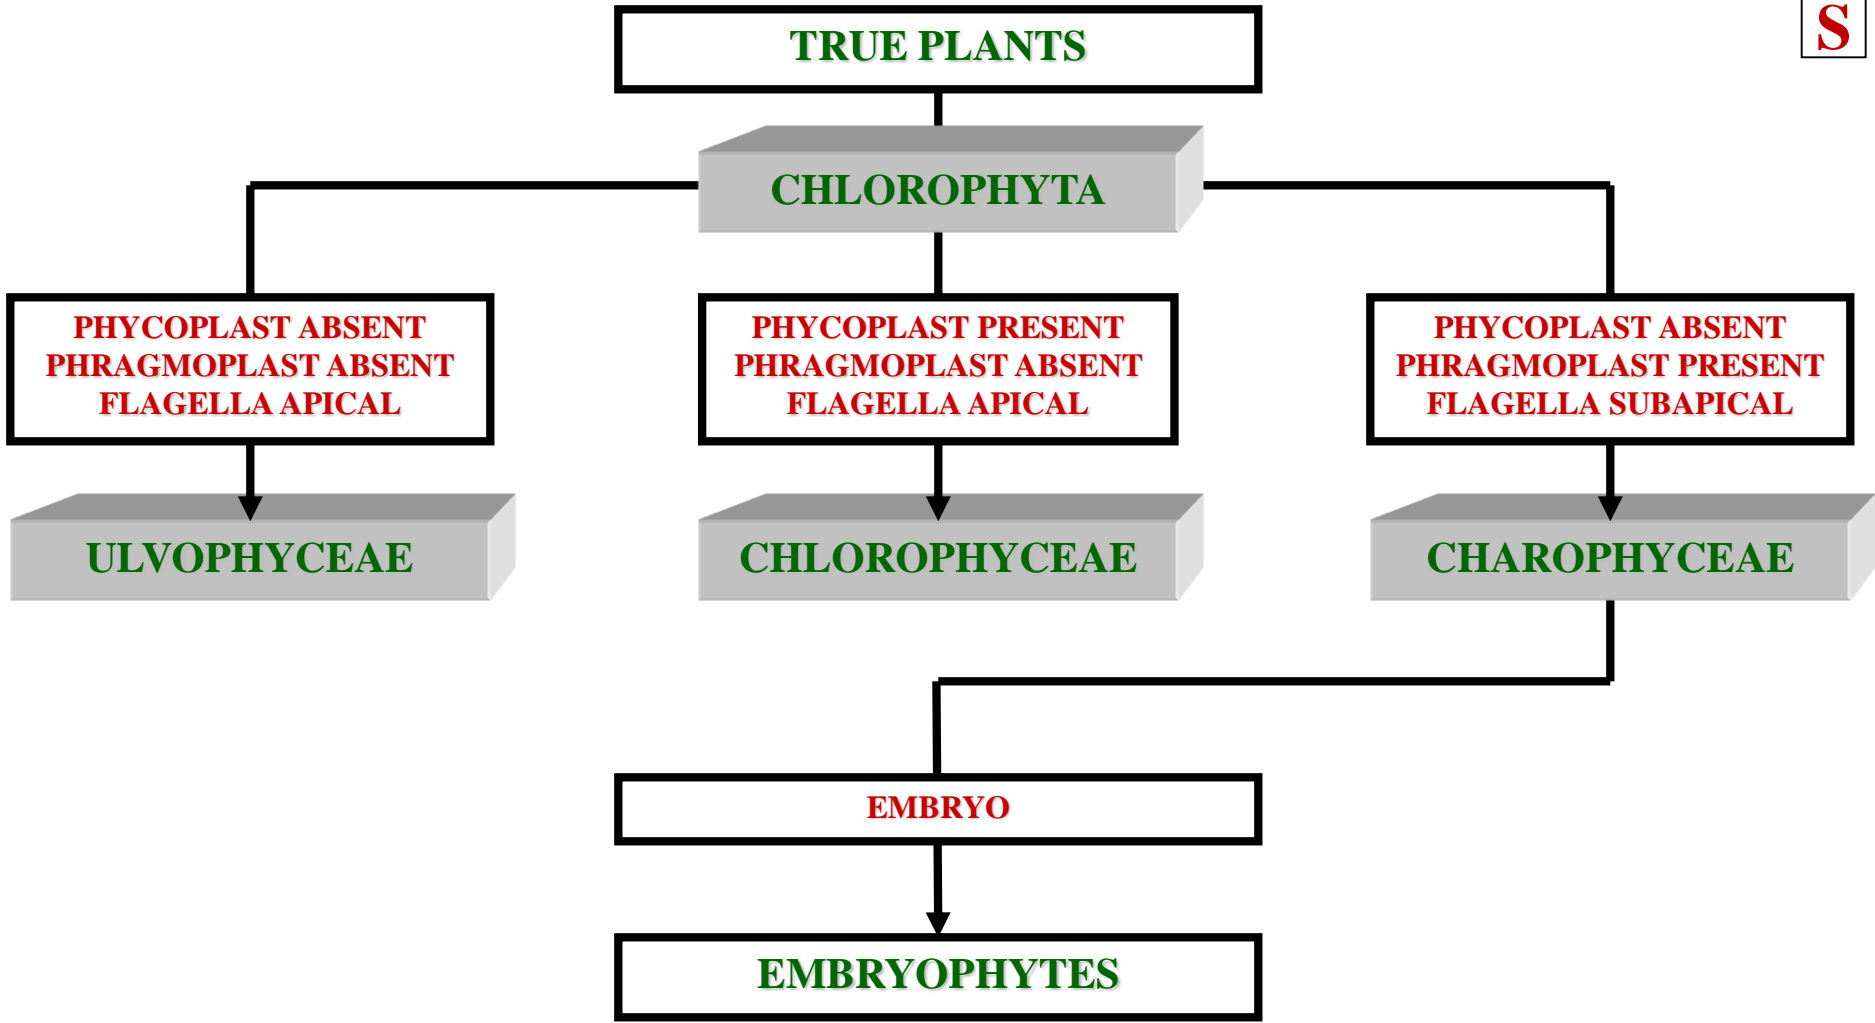 S
TRUE PLANTS
CHLOROPHYTA
PHYCOPLAST ABSENT
PHRAGMOPLAST ABSENT
FLAGELLA APICAL
PHYCOPLAST PRESENT
PHRAGMOPLAST ABSENT
FLAGELLA APICAL
PHYCOPLAST ABSENT
PHRAGMOPLAST PRESENT
FLAGELLA SUBAPICAL
ULVOPHYCEAE
CHLOROPHYCEAE
CHAROPHYCEAE
EMBRYO
EMBRYOPHYTES